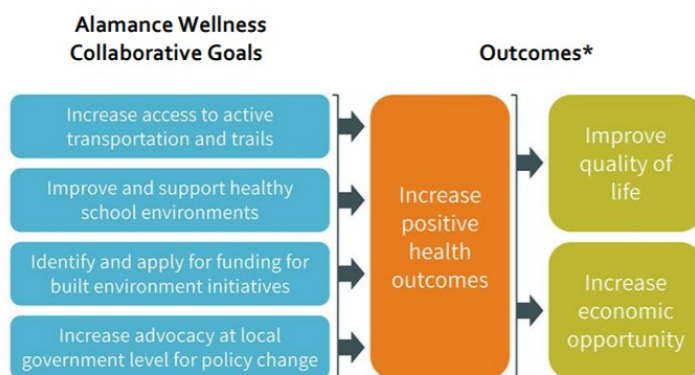 Alamance Wellness
Collaborative Goals
Outcomes*
Increase access to active
transportation and trails
Improve and support healthy
school environments
Identify and apply for funding for
built environment initiatives
Increase advocacy at local
government level for policy change
Increase
positive
health
outcomes
Improve
quality of
life
Increase
economic
opportunity